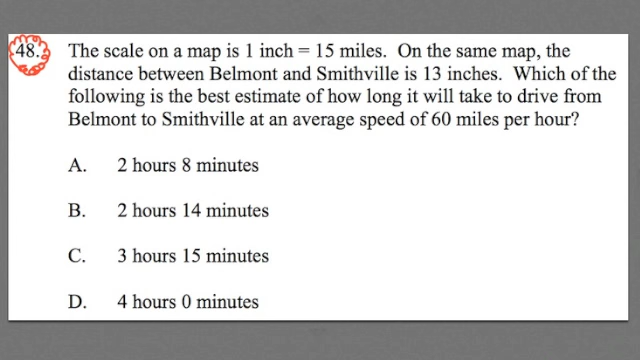 48. The scale on a map is 1 inch = 15 miles. On the same map, the
distance between Belmont and Smithville is 13 inches. Which of the
following is the best estimate of how long it will take to drive from
Belmont to Smithville at an average speed of 60 miles per hour?
A. 2 hours 8 minutes
B. 2 hours 14 minutes
C. 3 hours 15 minutes
D. 4 hours 0 minutes